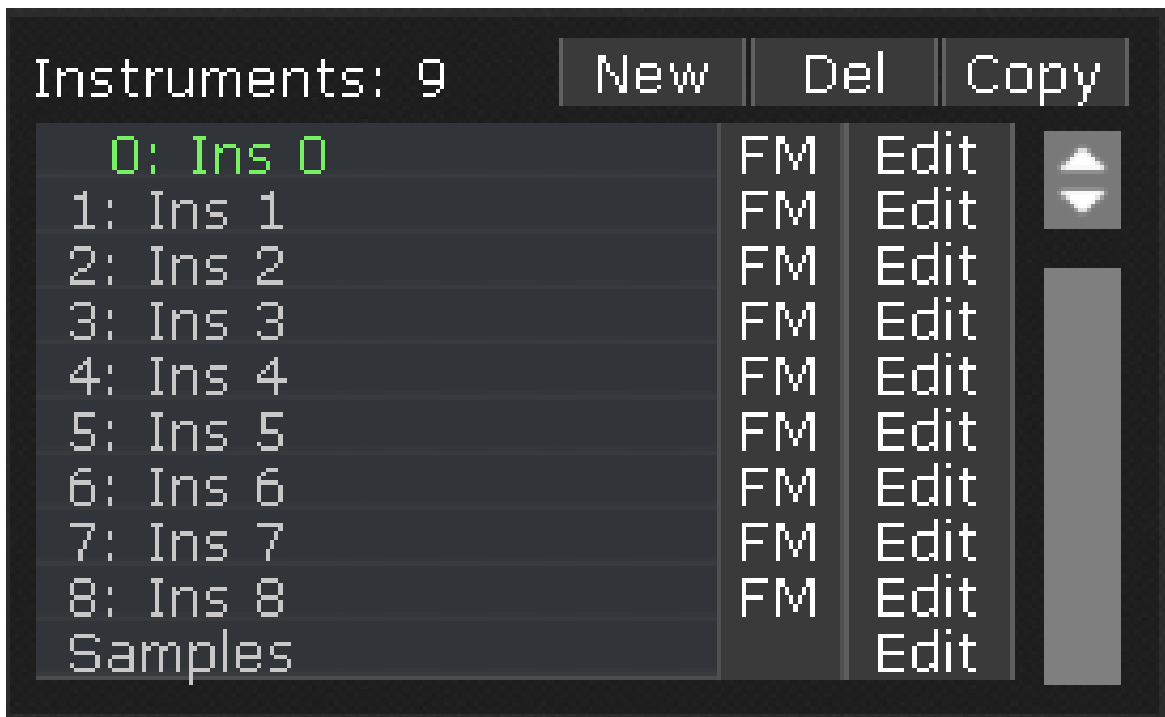 Instruments: 9 New Del Copy
0: Ins 0 FM Edit
1: Ins 1 FM Edit
2: Ins 2 FM Edit
3: Ins 3 FM Edit
4: Ins 4 FM Edit
5: Ins 5 FM Edit
6: Ins 6 FM Edit
7: Ins 7 FM Edit
8: Ins 8 FM Edit
Samples Edit